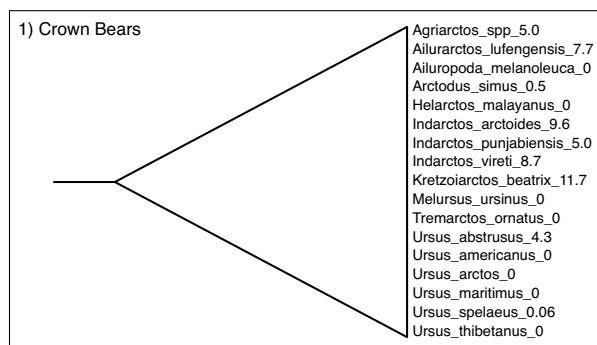 1) Crown Bears
Agriarctos_spp_5.0
Ailurarctos_lufengensis_7.7
Ailuropoda_melanoleuca_0
Arctodus_simus_0.5
Helarctos_malayanus_0
Indarctos_arctoides_9.6
Indarctos_punjabiensis_5.0
Indarctos_vireti_8.7
Kretzoiarctos_beatrix_11.7
Melursus_ursinus_0
Tremarctos_ornatus_0
Ursus_abstrusus_4.3
Ursus_americanus_0
Ursus_arctos_0
Ursus_maritimus_0
Ursus_spelaeus_0.06
Ursus_thibetanus_0